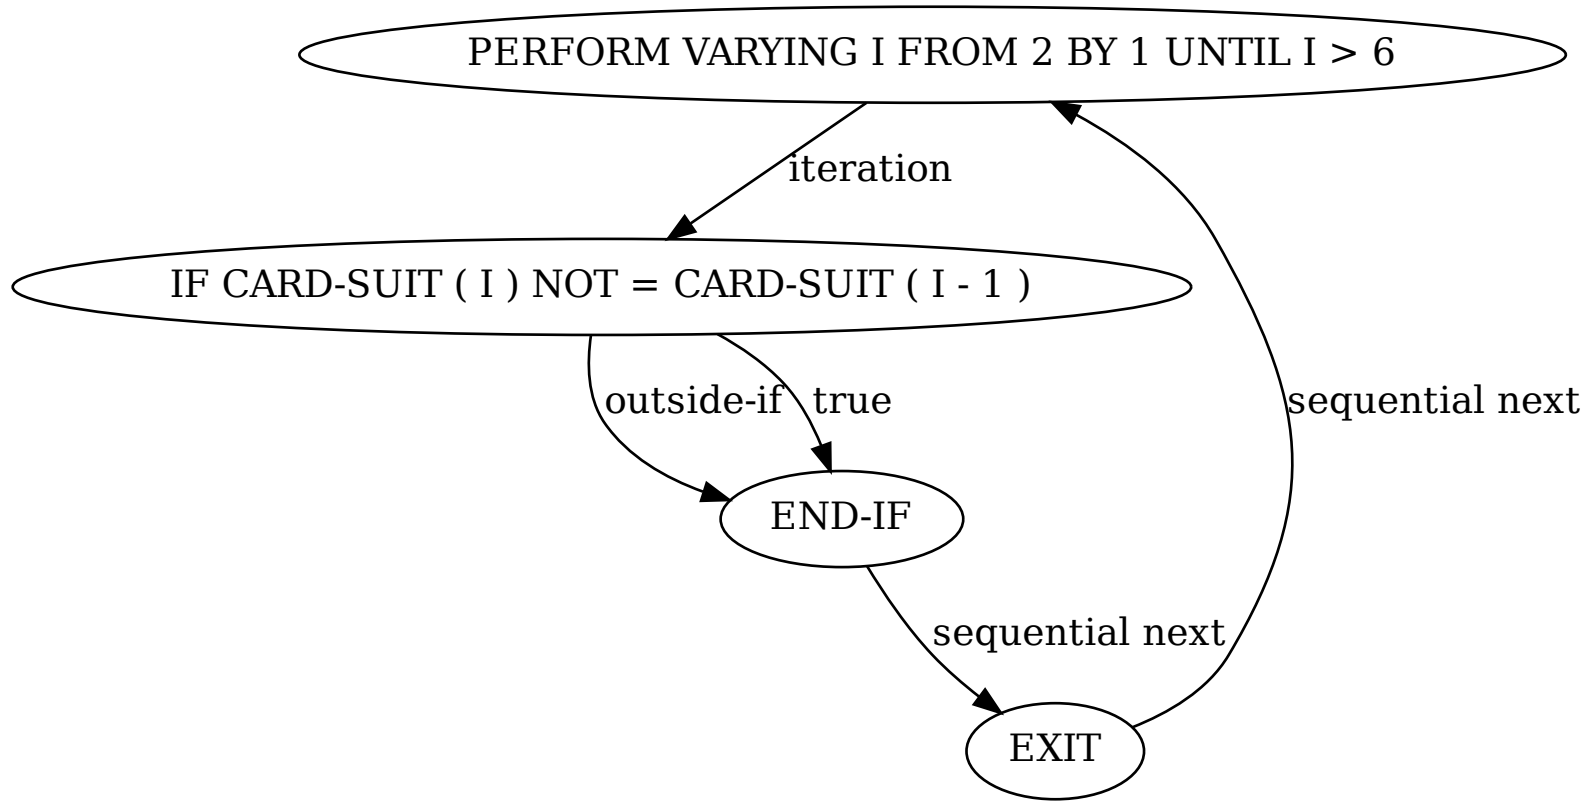 PERFORM VARYING I FROM 2 BY 1 UNTIL I > 6
iteration
IF CARD-SUIT ( I ) NOT = CARD-SUIT ( I - 1 )
outside-if
true
sequential next
END-IF
sequential next
EXIT